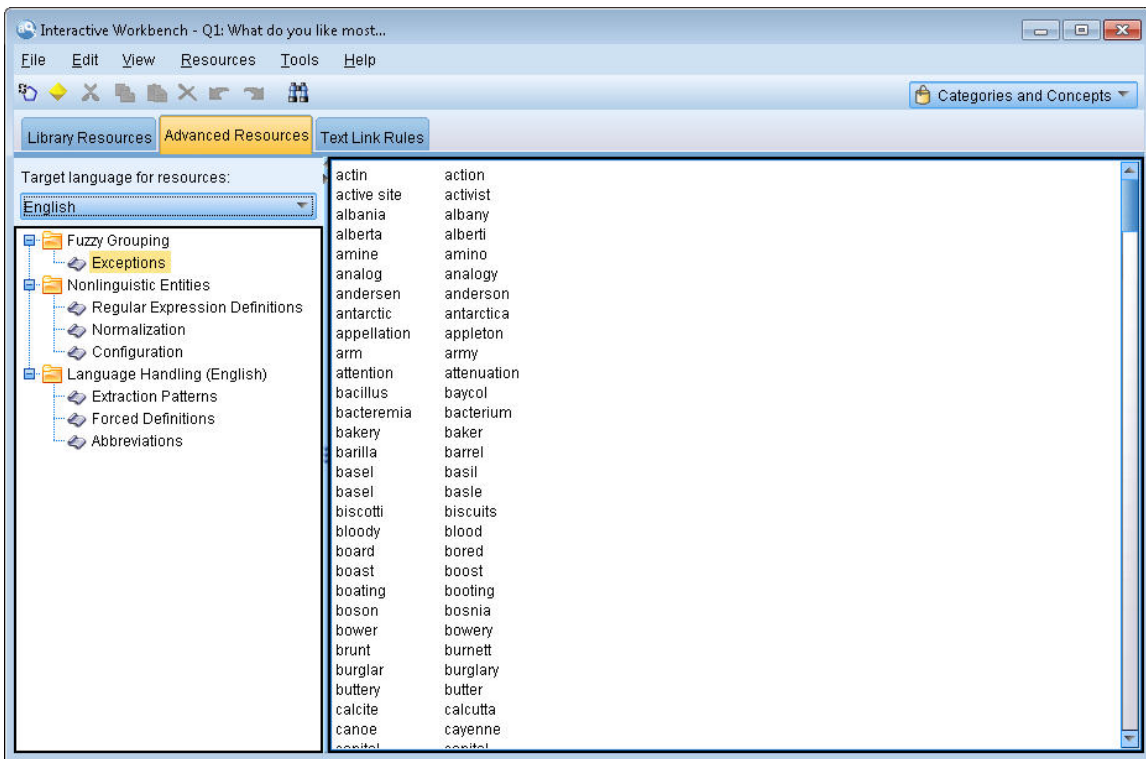 Interactive Workbench - Q1: What do you like most...
File Edit View Resources Tools Help
Categories and Concepts
Library Resources Advanced Resources Text Link Rules
Target language for resources:
English
Fuzzy Grouping
Exceptions
Nonlinguistic Entities
Regular Expression Definitions
Normalization
Configuration
Language Handling (English)
Extraction Patterns
Forced Definitions
Abbreviations
actin action
active site activist
albania albany
alberta alberti
amine amino
analog analogy
andersen anderson
antarctic antarctica
appellation appleton
arm army
attention attenuation
bacillus baycol
bacteremia bacterium
bakery baker
barilla barrel
basel basil
basel basle
biscotti biscuits
bloody blood
board bored
boast boost
boating booting
boson bosnia
bower bowery
brunt burnett
burglar burglary
buttery butter
calcite calcutta
canoe cayenne